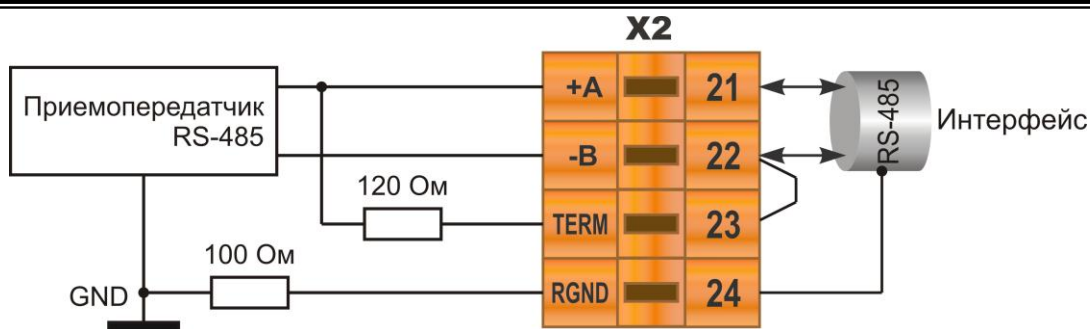 X2
Приемопередатчик
RS-485
+A 21
-B 22
120 Ом
TERM 23
100 Ом
GND
RGND 24
RS-485
Интерфейс